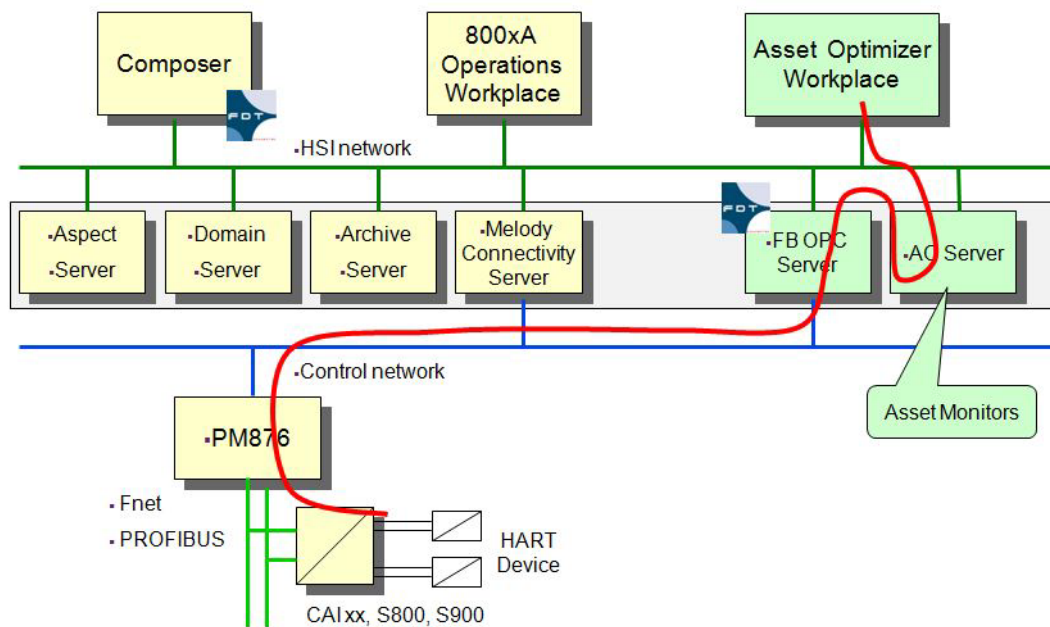 Composer
800xA
Operations
Workplace
Asset Optimizer
Workplace
FDT
▪HSI network
FDT
▪Aspect
▪Server
▪Domain
▪Server
▪Archive
▪Server
▪Melody
Connectivity
Server
▪FB OPC
Server
▪AO Server
▪Control network
Asset Monitors
▪PM876
▪ Fnet
▪ PROFIBUS
HART
Device
CAI xx, S800, S900